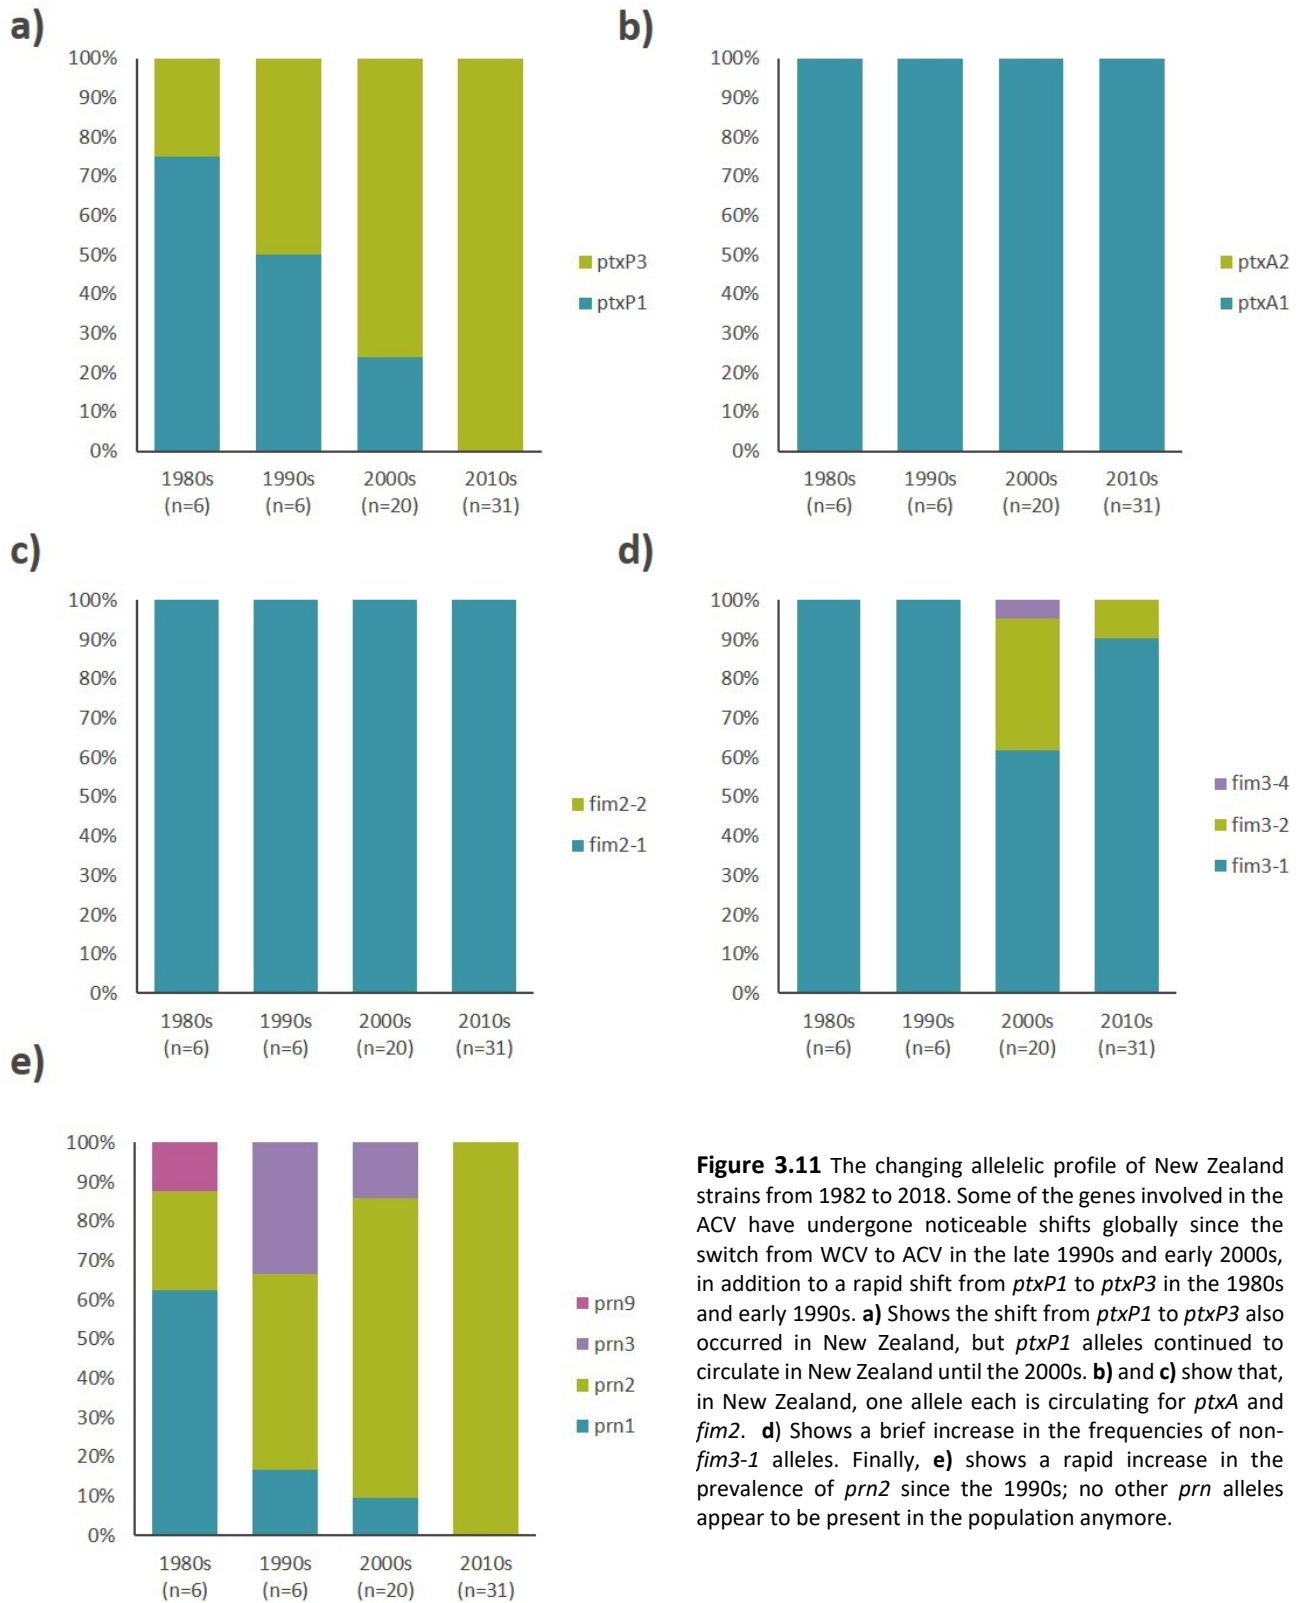 a)
100%
90%
80%
70%
60%
50%
40%
30%
20%
10%
0%
1980s 1990s 2000s 2010s
(n=6) (n=6) (n=20) (n=31)
ptxP3
ptxP1
b)
100%
90%
80%
70%
60%
50%
40%
30%
20%
10%
0%
1980s 1990s 2000s 2010s
(n=6) (n=6) (n=20) (n=31)
ptxA2
ptxA1
c)
100%
90%
80%
70%
60%
50%
40%
30%
20%
10%
0%
1980s 1990s 2000s 2010s
(n=6) (n=6) (n=20) (n=31)
fim2-2
fim2-1
d)
100%
90%
80%
70%
60%
50%
40%
30%
20%
10%
0%
1980s 1990s 2000s 2010s
(n=6) (n=6) (n=20) (n=31)
fim3-4
fim3-2
fim3-1
e)
100%
90%
80%
70%
60%
50%
40%
30%
20%
10%
0%
1980s 1990s 2000s 2010s
(n=6) (n=6) (n=20) (n=31)
prn9
prn3
prn2
prn1
Figure 3.11 The changing allelelic profile of New Zealand
strains from 1982 to 2018. Some of the genes involved in the
ACV have undergone noticeable shifts globally since the
switch from WCV to ACV in the late 1990s and early 2000s,
in addition to a rapid shift from ptxP1 to ptxP3 in the 1980s
and early 1990s. a) Shows the shift from ptxP1 to ptxP3 also
occurred in New Zealand, but ptxP1 alleles continued to
circulate in New Zealand until the 2000s. b) and c) show that,
in New Zealand, one allele each is circulating for ptxA and
fim2. d) Shows a brief increase in the frequencies of non-
fim3-1 alleles. Finally, e) shows a rapid increase in the
prevalence of prn2 since the 1990s; no other prn alleles
appear to be present in the population anymore.